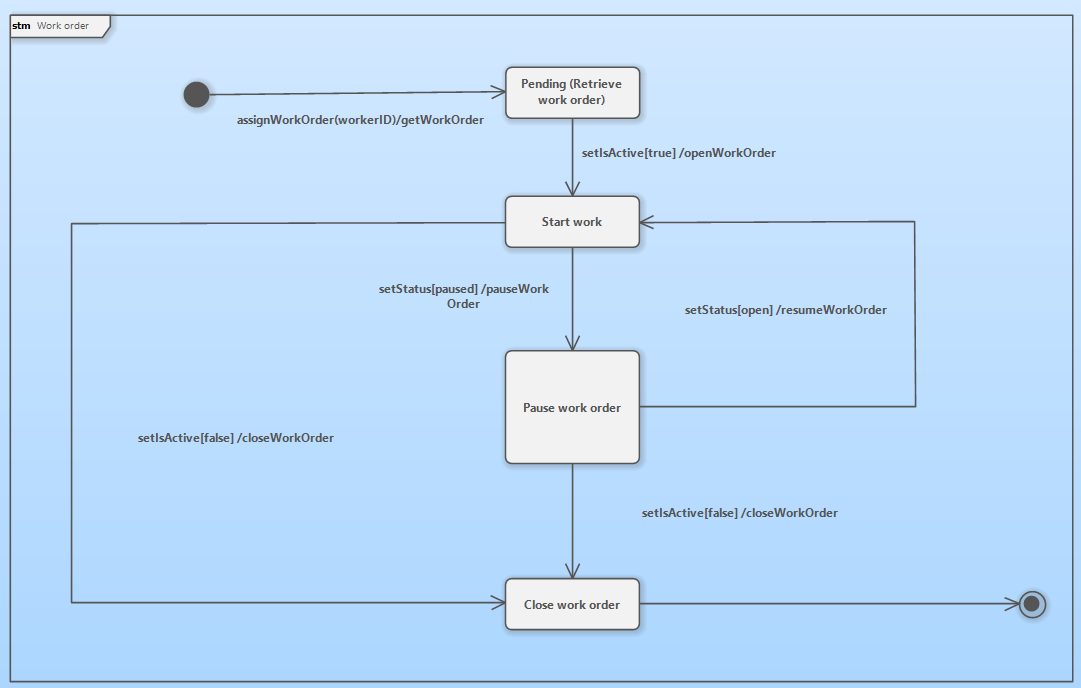 stm Work order
Pending (Retrieve
work order)
assignWorkOrder(workerID)/getWorkOrder
setIsActive[true] /openWorkOrder
Start work
setStatus[paused] /pauseWork
Order
setStatus[open] /resumeWorkOrder
Pause work order
setIsActive[false] /closeWorkOrder
setIsActive[false] /closeWorkOrder
Close work order